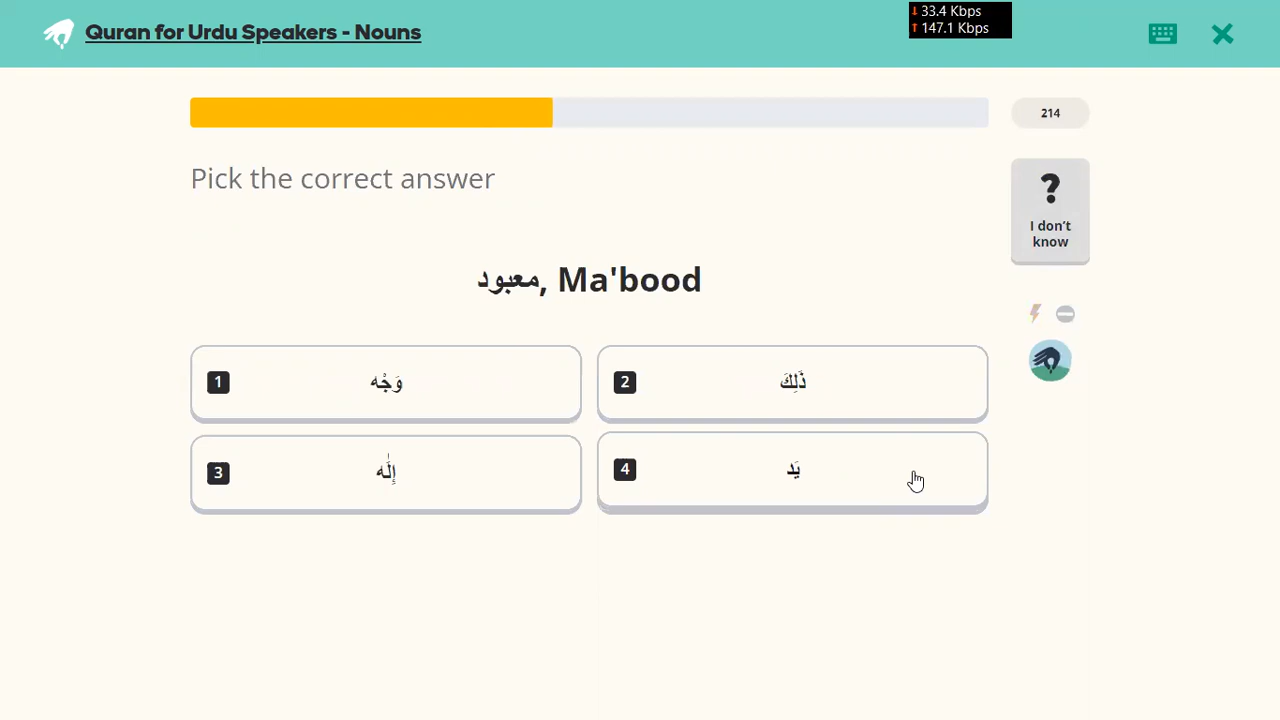 Quran for Urdu Speakers - Nouns
↓ 33.4 Kbps
↑ 147.1 Kbps
214
Pick the correct answer
?
I don't
know
معبود, Ma'bood
1 وَجْه
2 ذَلِكَ
3 إِلَٰه
4 يَد